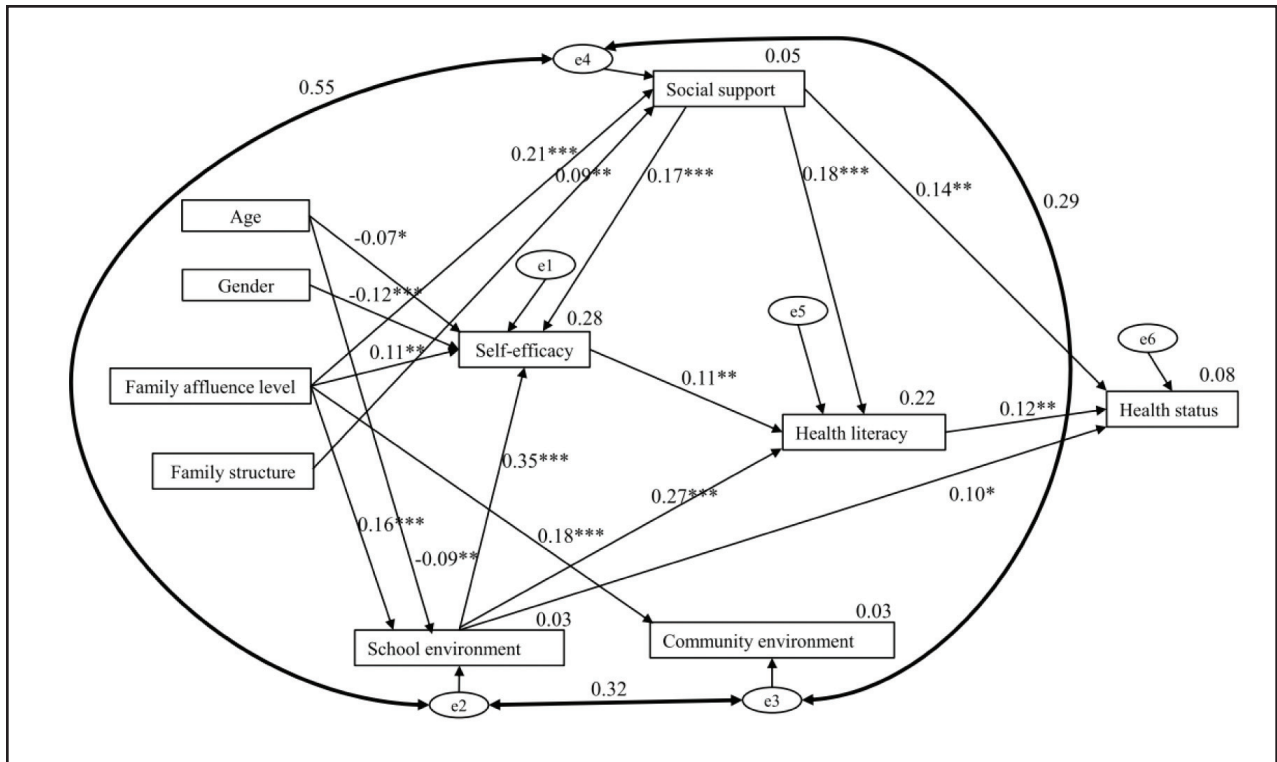 e4
0.05
Social support
0.55
0.21***
0.09**
0.17***
0.18***
0.14**
0.29
Age
-0.07*
Gender
e1
-0.12***
0.28
e5
e6
Self-efficacy
0.11**
Family affluence level
0.11**
0.22
0.08
Health literacy
0.12**
Health status
Family structure
0.35***
0.27***
0.10*
0.16***
0.18***
-0.09**
0.03
0.03
School environment
Community environment
0.32
e2
e3